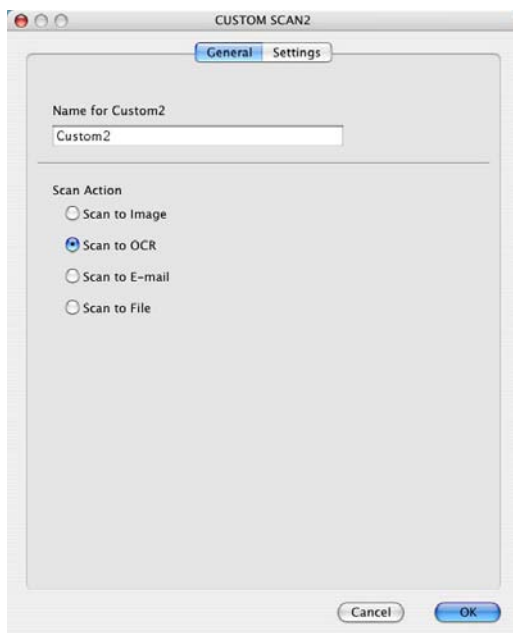 CUSTOM SCAN2
General Settings
Name for Custom2
Custom2
Scan Action
Scan to Image
Scan to OCR
Scan to E-mail
Scan to File
Cancel OK